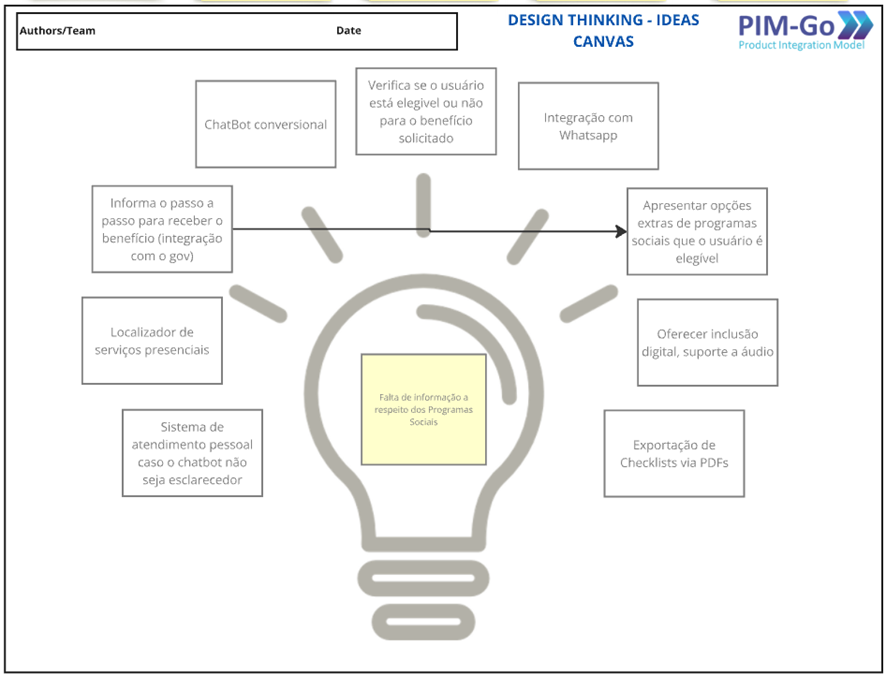 Authors/Team
Date
DESIGN THINKING - IDEAS
CANVAS
PIM-Go
Product Integration Model
ChatBot conversional
Verifica se o usuário
está elegivel ou não
para o benefício
solicitado
Integração com
Whatsapp
Informa o passo a
passo para receber o
benefício (integração
com o gov)
Apresentar opções
extras de programas
sociais que o usuário é
elegível
Localizador de
serviços presenciais
Oferecer inclusão
digital, suporte a áudio
Falta de informação a
respeito dos Programas
Sociais
Sistema de
atendimento pessoal
caso o chatbot não
seja esclarecedor
Exportação de
Checklists via PDFs